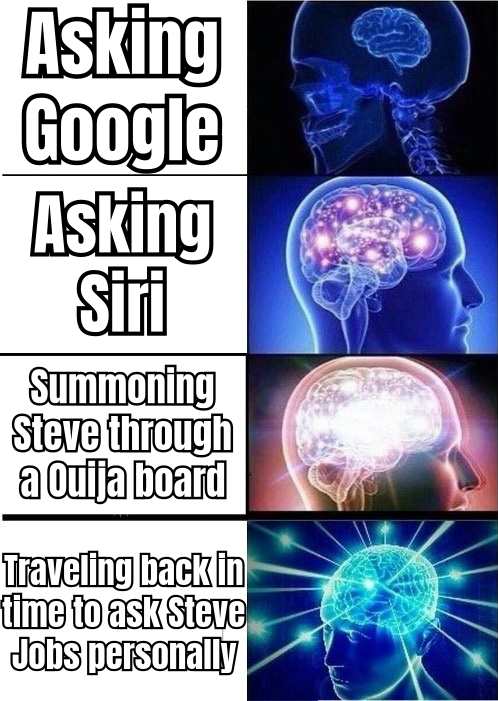 Asking
Google
Asking
Siri
Summoning
Steve through
a Ouija board
Traveling back in
time to ask Steve
Jobs personally